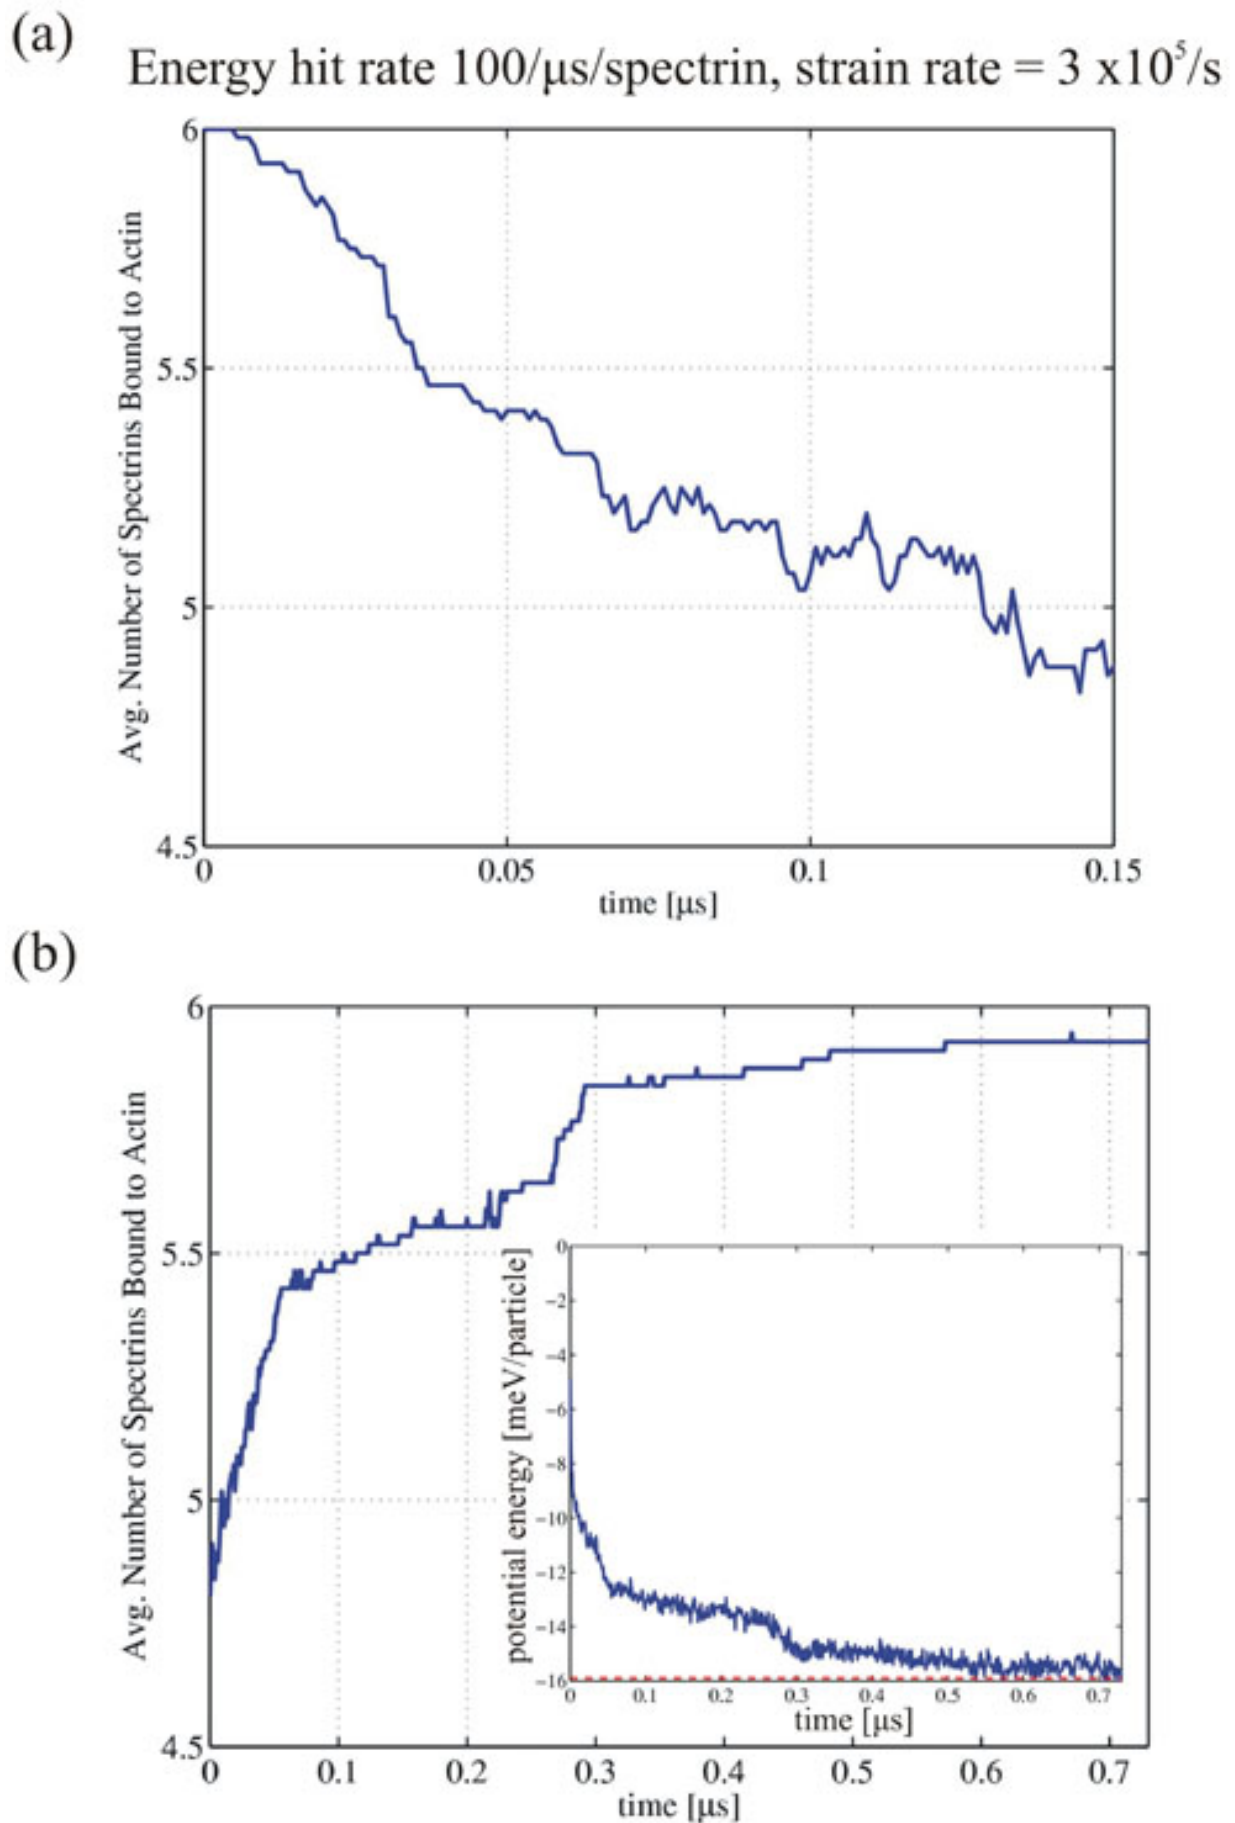 (a)
Energy hit rate 100/μs/spectrin, strain rate = 3 x10⁵/s
Avg. Number of Spectrins Bound to Actin
6
5.5
5
4.5
0 0.05 0.1 0.15
time [μs]
(b)
Avg. Number of Spectrins Bound to Actin
6
5.5
5
4.5
0 0.1 0.2 0.3 0.4 0.5 0.6 0.7
time [μs]
potential energy [meV/particle]
0
−2
−4
−6
−8
−10
−12
−14
−16
0 0.1 0.2 0.3 0.4 0.5 0.6 0.7
time [μs]